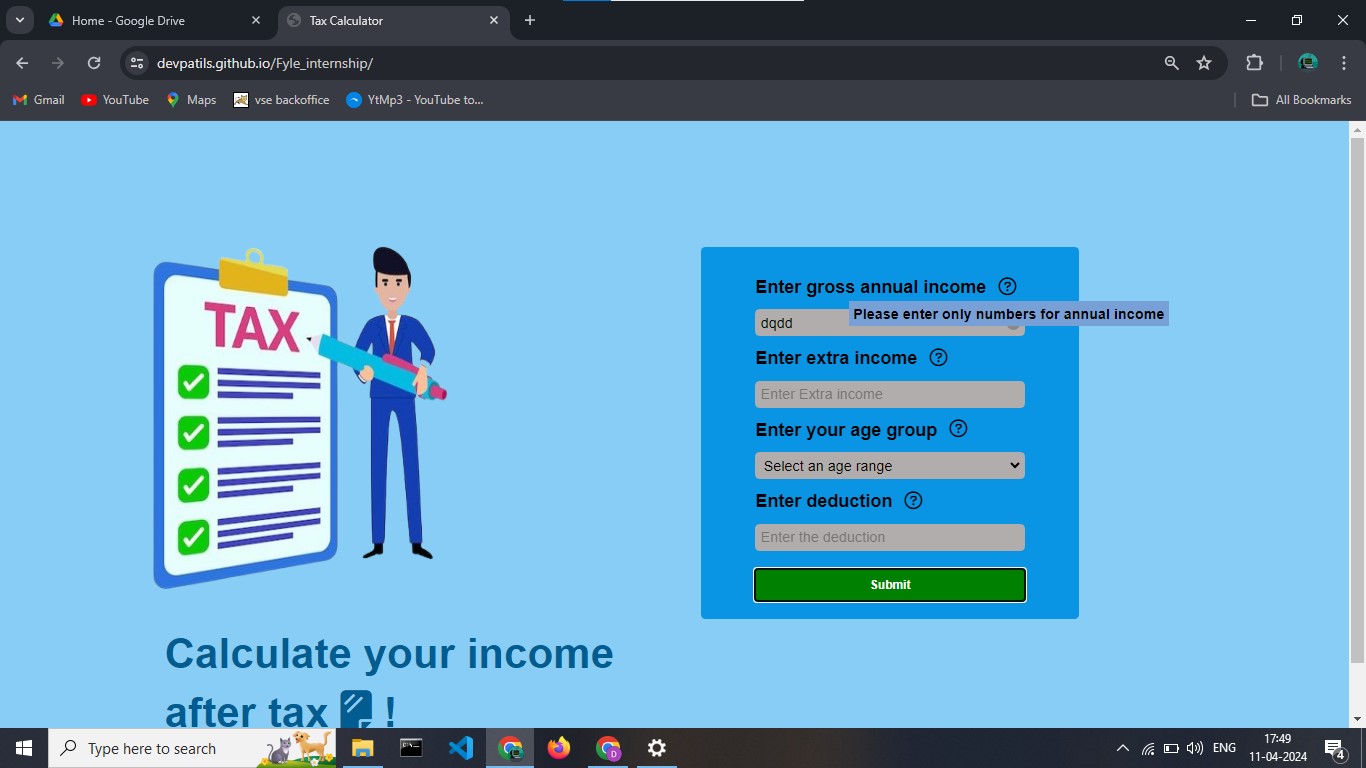 Home - Google Drive
Tax Calculator
devpatils.github.io/Fyle_internship/
Gmail
YouTube
Maps
vse backoffice
YtMp3 - YouTube to...
All Bookmarks
TAX
Calculate your income
after tax !
Enter gross annual income ?
Please enter only numbers for annual income
dqdd
Enter extra income ?
Enter Extra income
Enter your age group ?
Select an age range
Enter deduction ?
Enter the deduction
Submit
Type here to search
D
ENG
17:49
11-04-2024
4